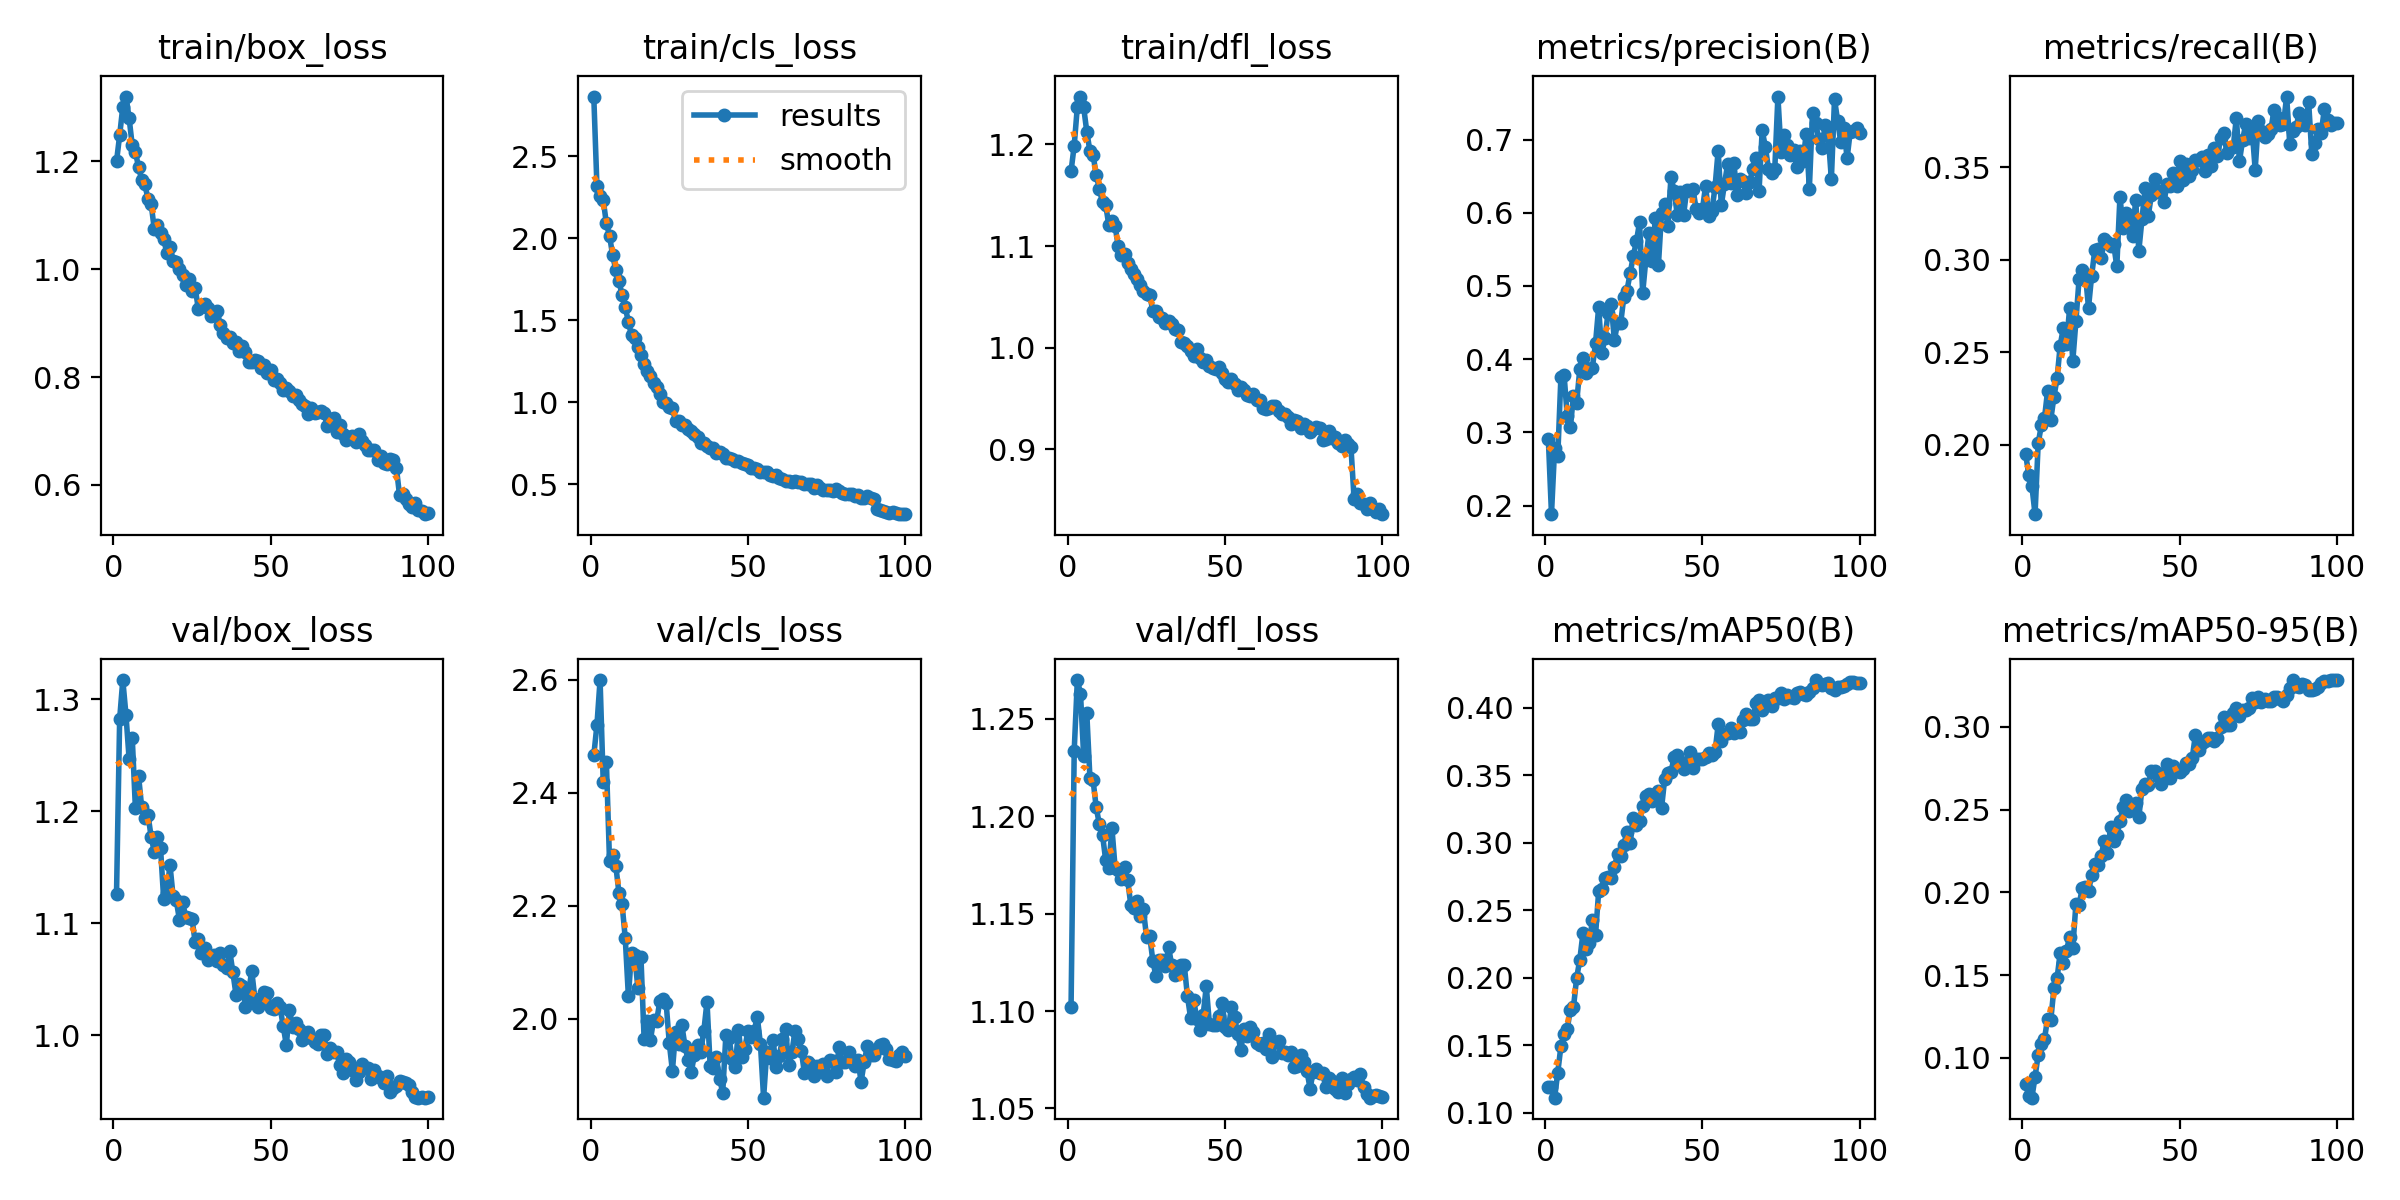 train/box_loss
1.2
1.0
0.8
0.6
0 50 100
train/cls_loss
results
smooth
2.5
2.0
1.5
1.0
0.5
0 50 100
train/dfl_loss
1.2
1.1
1.0
0.9
0 50 100
metrics/precision(B)
0.7
0.6
0.5
0.4
0.3
0.2
0 50 100
metrics/recall(B)
0.35
0.30
0.25
0.20
0 50 100
val/box_loss
1.3
1.2
1.1
1.0
0 50 100
val/cls_loss
2.6
2.4
2.2
2.0
0 50 100
val/dfl_loss
1.25
1.20
1.15
1.10
1.05
0 50 100
metrics/mAP50(B)
0.40
0.35
0.30
0.25
0.20
0.15
0.10
0 50 100
metrics/mAP50-95(B)
0.30
0.25
0.20
0.15
0.10
0 50 100